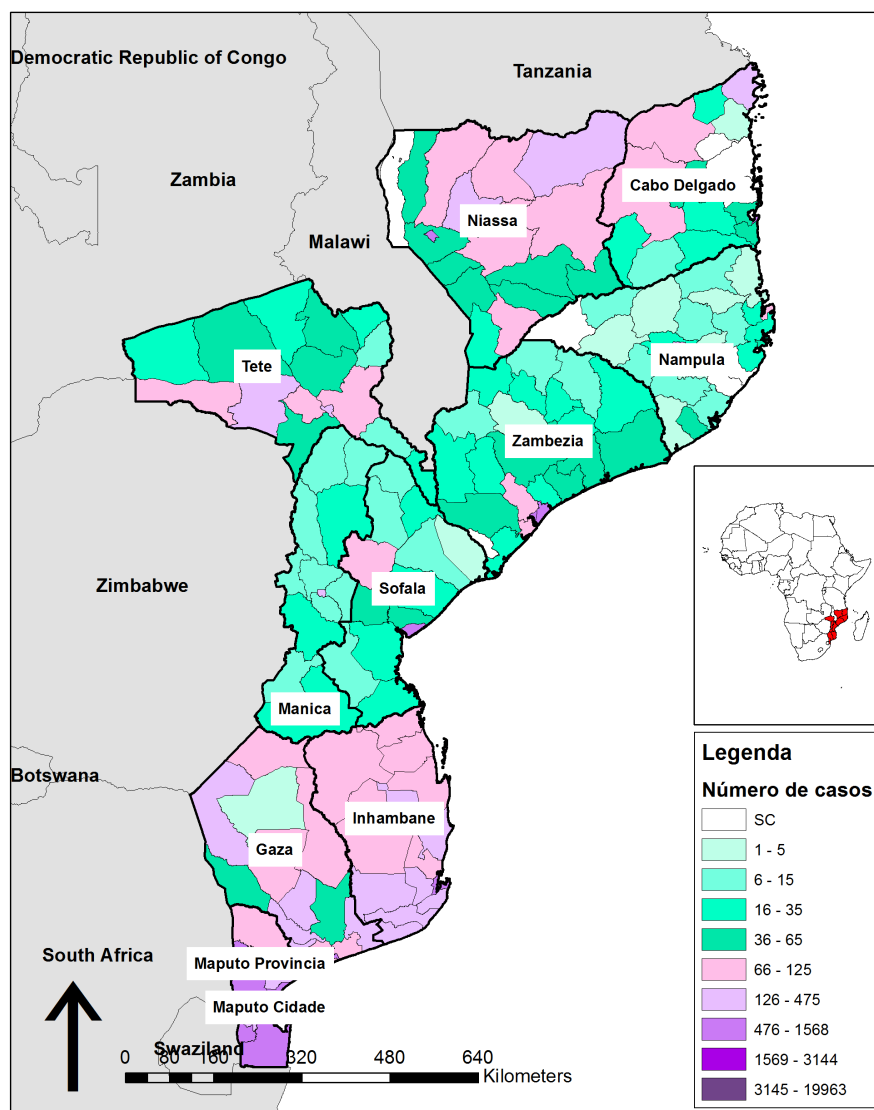 Democratic Republic of Congo
Tanzania
Zambia
Cabo Delgado
Niassa
Malawi
Tete
Nampula
Zambezia
Zimbabwe
Sofala
Manica
Botswana
Inhambane
Gaza
South Africa
Maputo Provincia
Maputo Cidade
Swaziland
0 80 160 320 480 640
Kilometers
Legenda
Número de casos
SC
1 - 5
6 - 15
16 - 35
36 - 65
66 - 125
126 - 475
476 - 1568
1569 - 3144
3145 - 19963